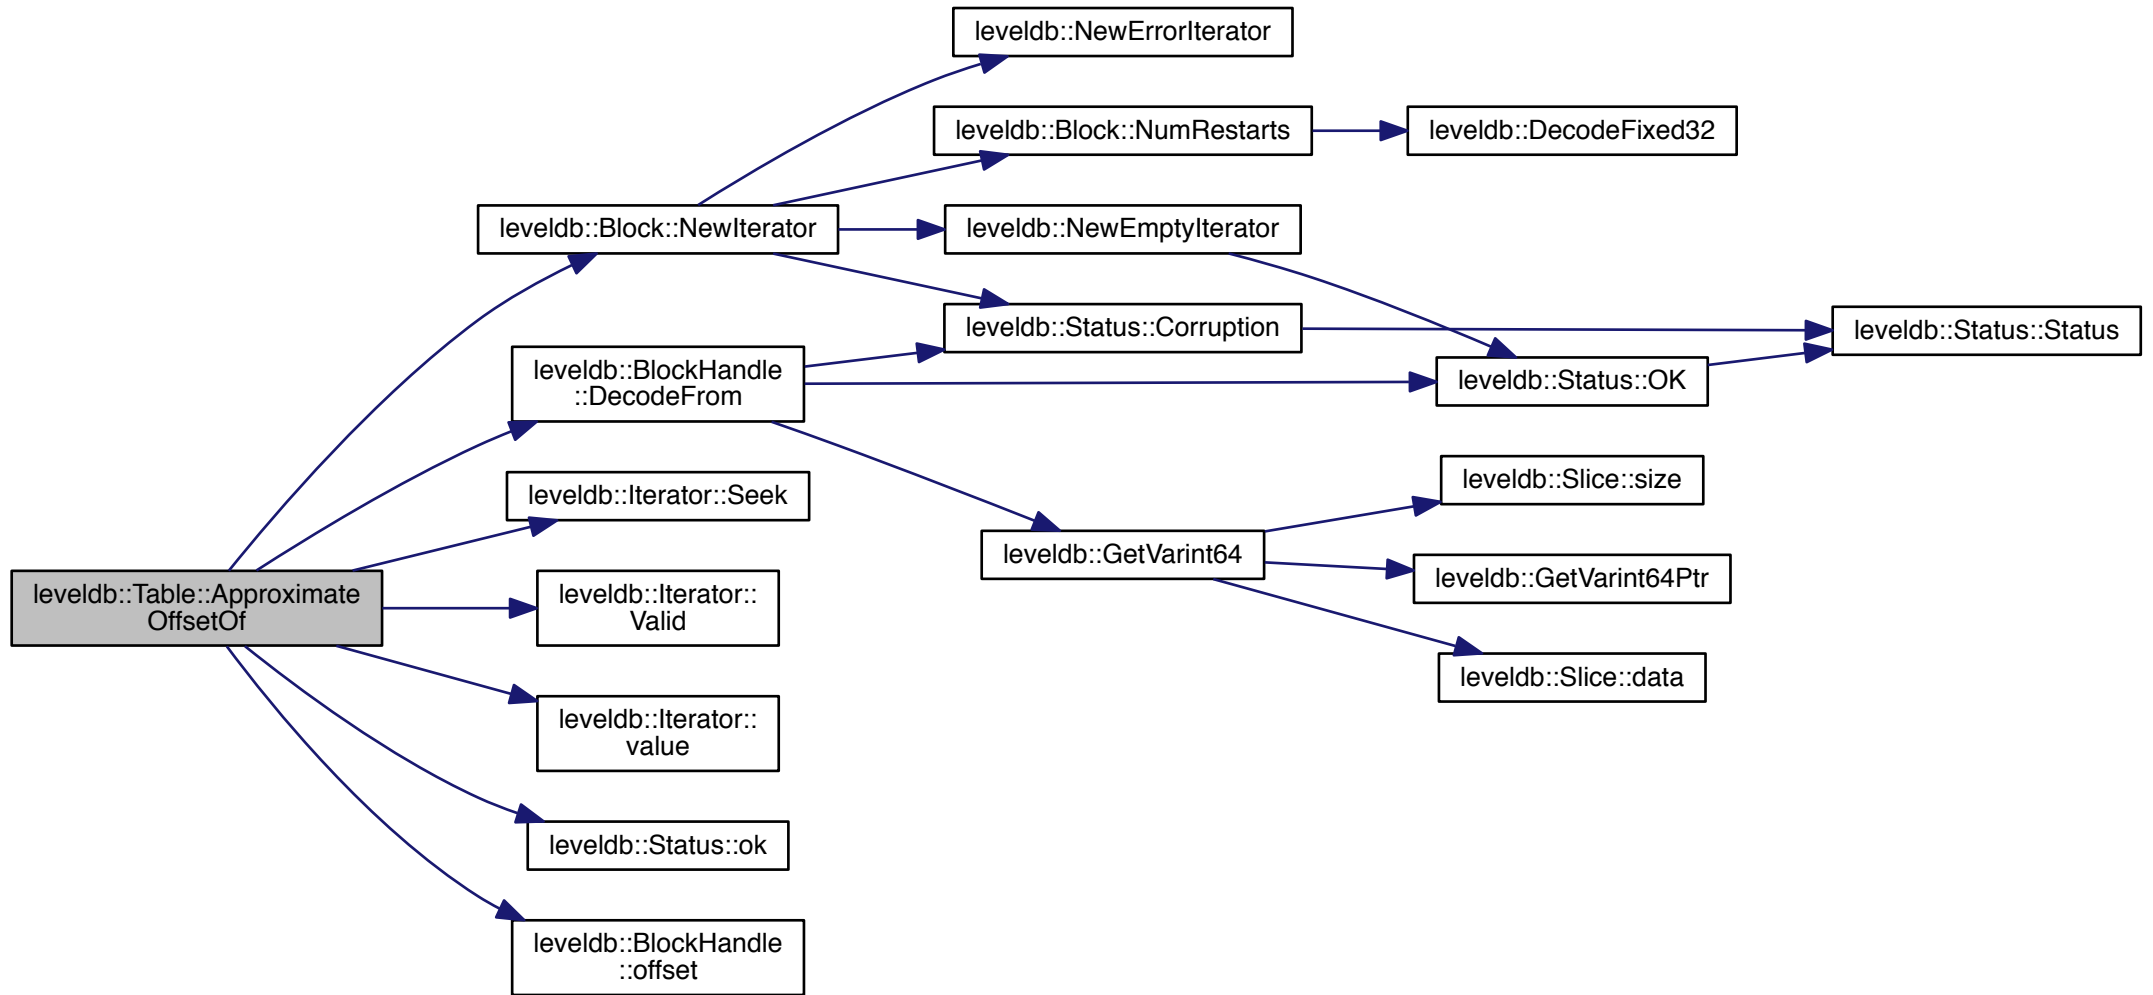 leveldb::NewErrorIterator
leveldb::Block::NumRestarts
leveldb::DecodeFixed32
leveldb::Block::NewIterator
leveldb::NewEmptyIterator
leveldb::Status::Corruption
leveldb::Status::Status
leveldb::BlockHandle
::DecodeFrom
leveldb::Status::OK
leveldb::Iterator::Seek
leveldb::Slice::size
leveldb::GetVarint64
leveldb::GetVarint64Ptr
leveldb::Table::Approximate
OffsetOf
leveldb::Iterator::
Valid
leveldb::Slice::data
leveldb::Iterator::
value
leveldb::Status::ok
leveldb::BlockHandle
::offset